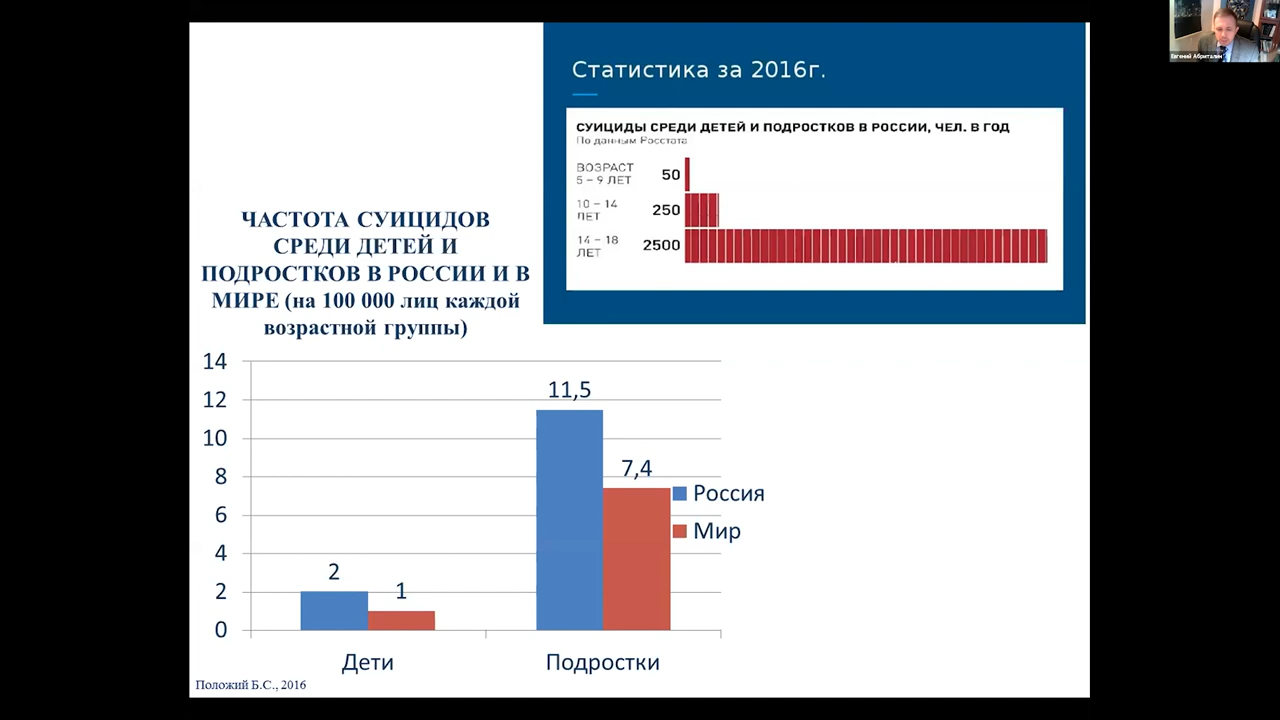 Статистика за 2016г.
СУИЦИДЫ СРЕДИ ДЕТЕЙ И ПОДРОСТКОВ В РОССИИ, ЧЕЛ. В ГОД
По данным Росстата
ВОЗРАСТ
5 – 9 ЛЕТ
50
10 – 14
ЛЕТ
250
14 – 18
ЛЕТ
2500
ЧАСТОТА СУИЦИДОВ
СРЕДИ ДЕТЕЙ И
ПОДРОСТКОВ В РОССИИ И В
МИРЕ (на 100 000 лиц каждой
возрастной группы)
14
12
10
8
6
4
2
0
2
1
11,5
7,4
Дети
Подростки
Россия
Мир
Положий Б.С., 2016
Евгений Абриталин